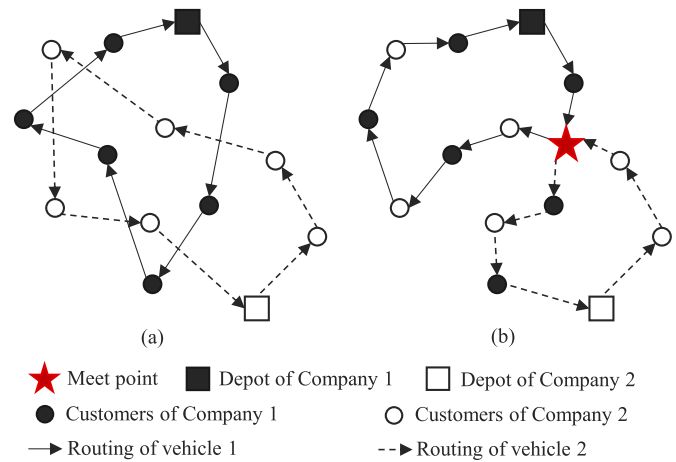 (a) (b)
Meet point Depot of Company 1 Depot of Company 2
Customers of Company 1 Customers of Company 2
Routing of vehicle 1 Routing of vehicle 2